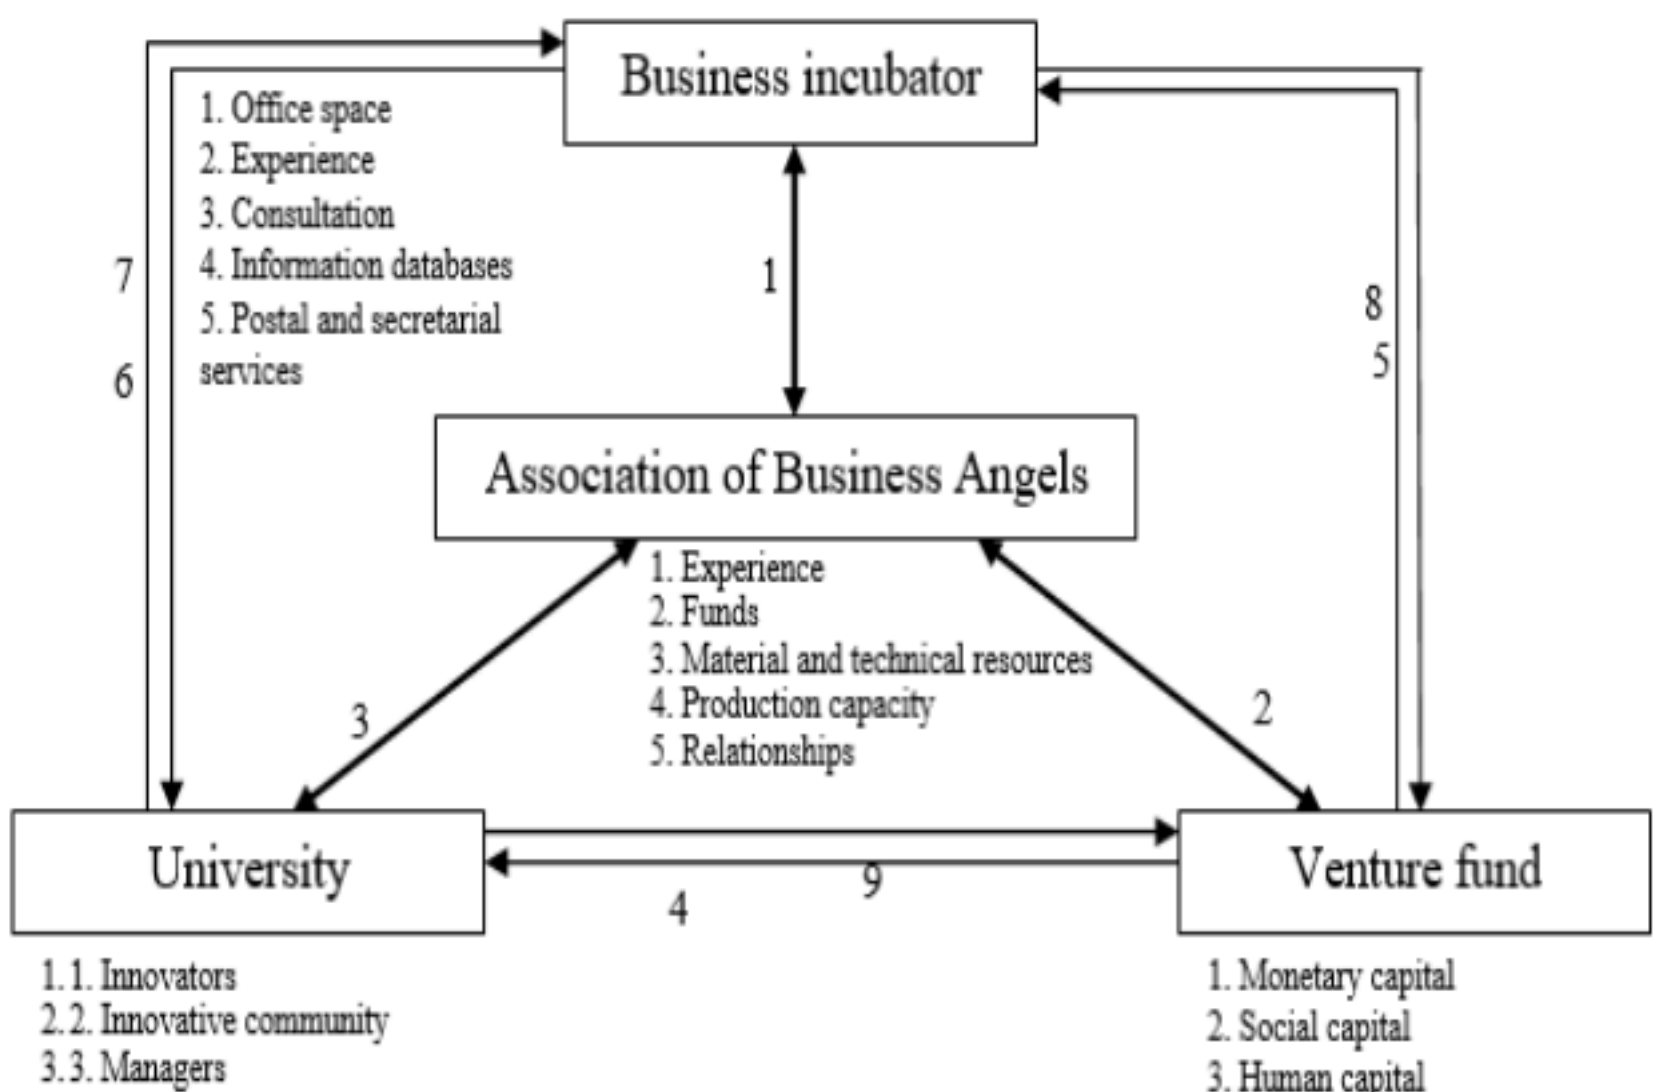 Business incubator
1. Office space
2. Experience
3. Consultation
4. Information databases
5. Postal and secretarial
services
7
6
1
8
5
Association of Business Angels
1. Experience
2. Funds
3. Material and technical resources
4. Production capacity
5. Relationships
3
2
University
Venture fund
9
4
1. 1. Innovators
2. 2. Innovative community
3. 3. Managers
1. Monetary capital
2. Social capital
3. Human capital